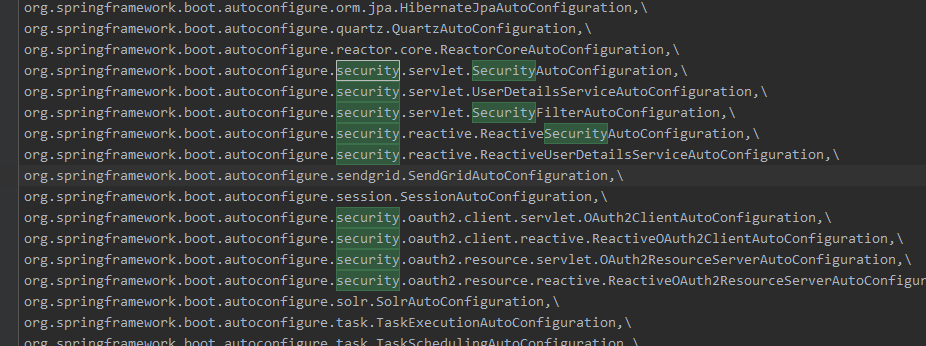 org.springframework.boot.autoconfigure.orm.jpa.HibernateJpaAutoConfiguration,\
org.springframework.boot.autoconfigure.quartz.QuartzAutoConfiguration,\
org.springframework.boot.autoconfigure.reactor.core.ReactorCoreAutoConfiguration,\
org.springframework.boot.autoconfigure.security.servlet.SecurityAutoConfiguration,\
org.springframework.boot.autoconfigure.security.servlet.UserDetailsServiceAutoConfiguration,\
org.springframework.boot.autoconfigure.security.servlet.SecurityFilterAutoConfiguration,\
org.springframework.boot.autoconfigure.security.reactive.ReactiveSecurityAutoConfiguration,\
org.springframework.boot.autoconfigure.security.reactive.ReactiveUserDetailsServiceAutoConfiguration,\
org.springframework.boot.autoconfigure.sendgrid.SendGridAutoConfiguration,\
org.springframework.boot.autoconfigure.session.SessionAutoConfiguration,\
org.springframework.boot.autoconfigure.security.oauth2.client.servlet.OAuth2ClientAutoConfiguration,\
org.springframework.boot.autoconfigure.security.oauth2.client.reactive.ReactiveOAuth2ClientAutoConfiguration,\
org.springframework.boot.autoconfigure.security.oauth2.resource.servlet.OAuth2ResourceServerAutoConfiguration,\
org.springframework.boot.autoconfigure.security.oauth2.resource.reactive.ReactiveOAuth2ResourceServerAutoConfigur
org.springframework.boot.autoconfigure.solr.SolrAutoConfiguration,\
org.springframework.boot.autoconfigure.task.TaskExecutionAutoConfiguration,\
org.springframework.boot.autoconfigure.task.TaskSchedulingAutoConfiguration,\